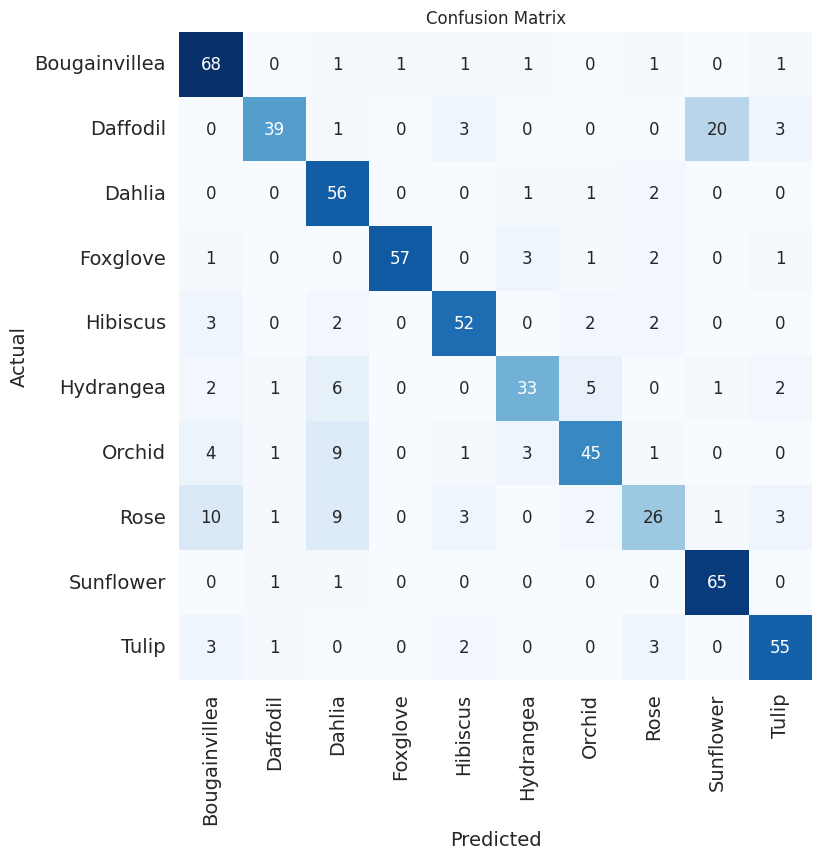 Confusion Matrix
Bougainvillea 68 0 1 1 1 1 0 1 0 1
Daffodil 0 39 1 0 3 0 0 0 20 3
Dahlia 0 0 56 0 0 1 1 2 0 0
Foxglove 1 0 0 57 0 3 1 2 0 1
Hibiscus 3 0 2 0 52 0 2 2 0 0
Hydrangea 2 1 6 0 0 33 5 0 1 2
Orchid 4 1 9 0 1 3 45 1 0 0
Rose 10 1 9 0 3 0 2 26 1 3
Sunflower 0 1 1 0 0 0 0 0 65 0
Tulip 3 1 0 0 2 0 0 3 0 55
Actual
Bougainvillea Daffodil Dahlia Foxglove Hibiscus Hydrangea Orchid Rose Sunflower Tulip
Predicted